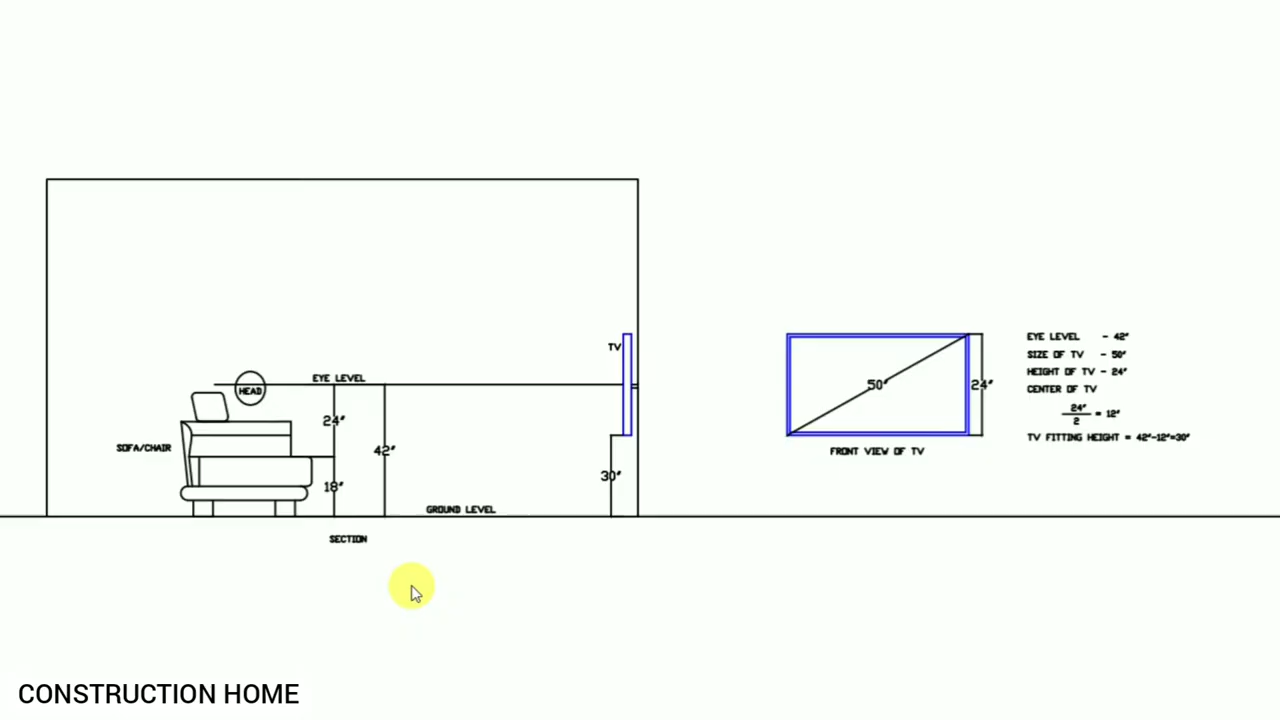 TV
EYE LEVEL
HEAD
24"
SOFA/CHAIR
42"
30"
18"
GROUND LEVEL
SECTION
50"
24"
FRONT VIEW OF TV
EYE LEVEL - 42"
SIZE OF TV - 50"
HEIGHT OF TV - 24"
CENTER OF TV
24"
2
= 12"
TV FITTING HEIGHT = 42"-12"=30"
CONSTRUCTION HOME